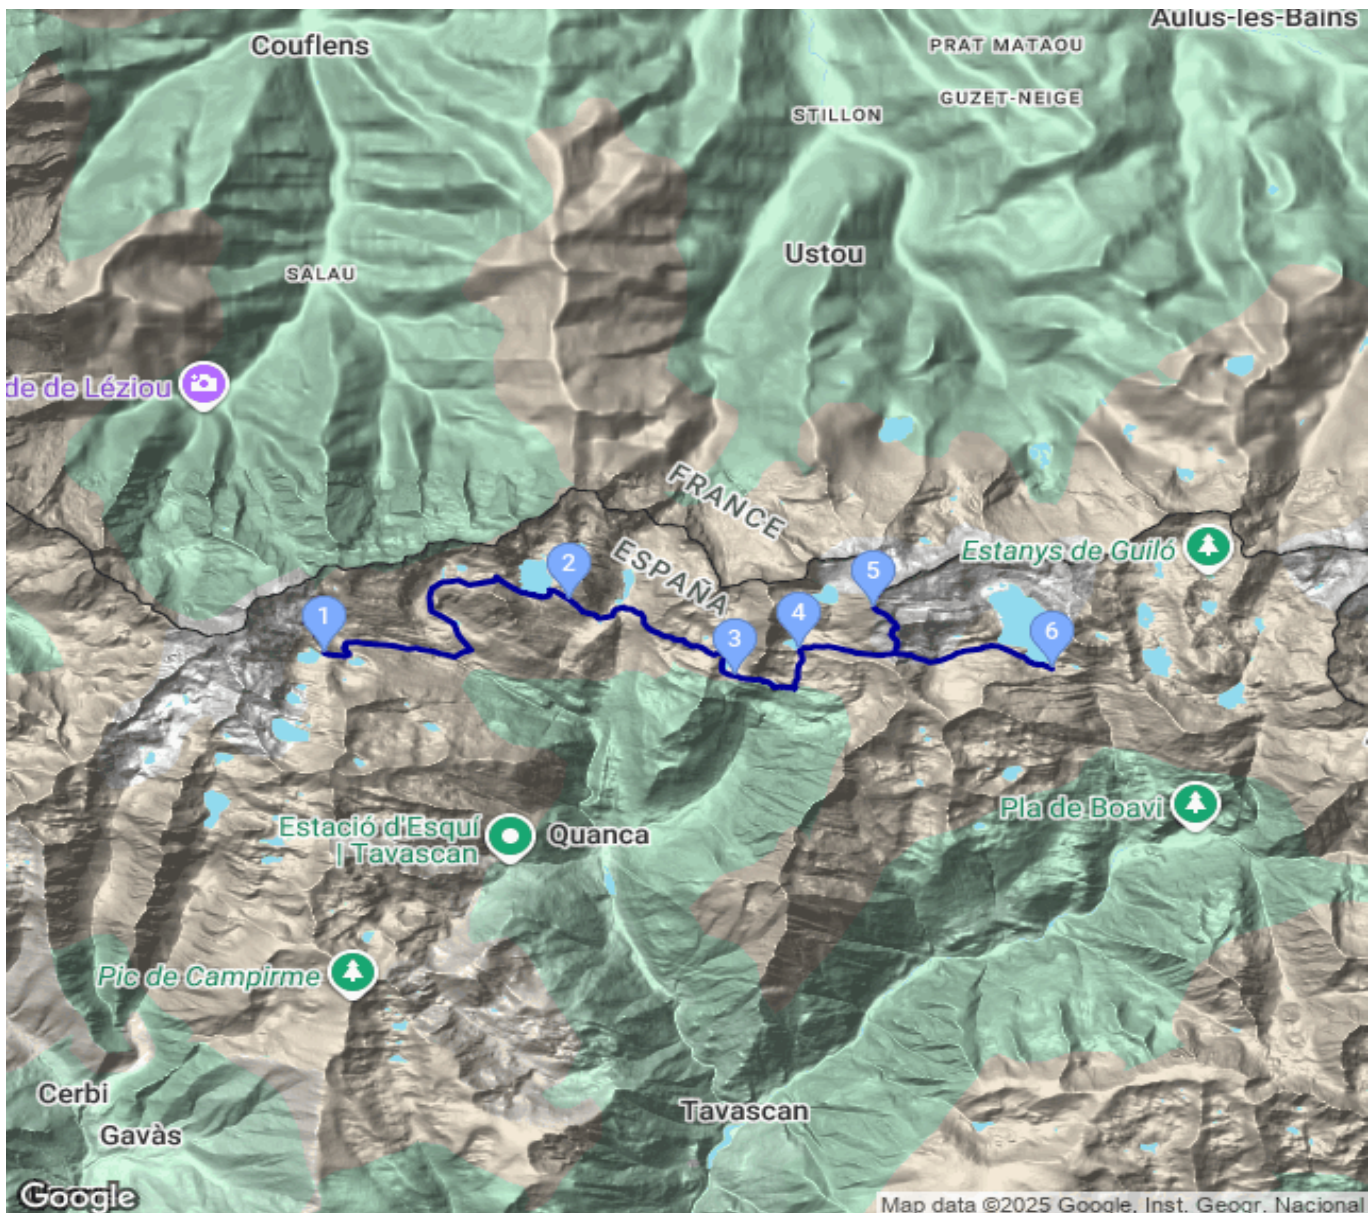 Aulus-les-Bains
Couflens
PRAT MATAOU
GUZET-NEIGE
STILLON
Ustou
SALAU
de de Léziou
FRANCE
ESPAÑA
Estanys de Guiló
1
2
3
4
5
6
Pla de Boavi
Estació d'Esquí
| Tavascan
Quanca
Pic de Campirme
Cerbi
Gavàs
Tavascan
Google
Map data ©2025 Google, Inst. Geogr. Nacional